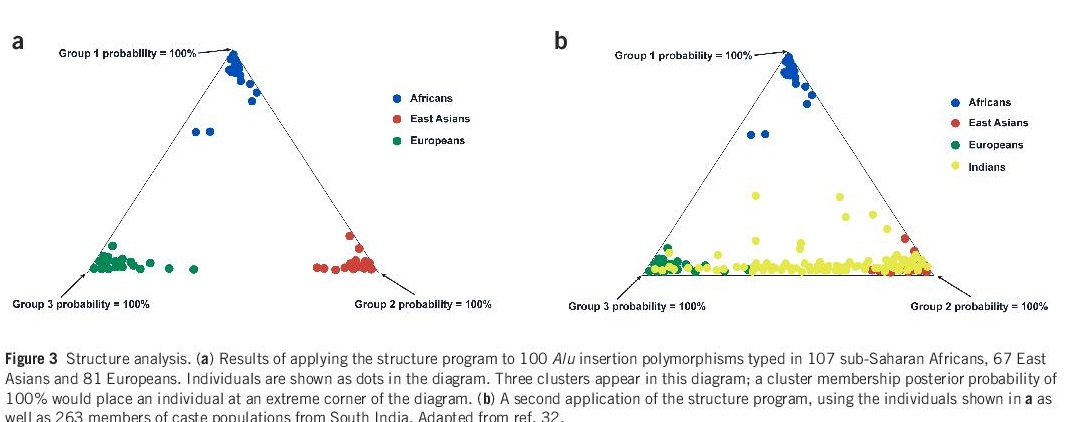 a
Group 1 probability = 100%
Africans
East Asians
Europeans
Group 3 probability = 100%
Group 2 probability = 100%
b
Group 1 probability = 100%
Africans
East Asians
Europeans
Indians
Group 3 probability = 100%
Group 2 probability = 100%
Figure 3 Structure analysis. (a) Results of applying the structure program to 100 Alu insertion polymorphisms typed in 107 sub-Saharan Africans, 67 East
Asians and 81 Europeans. Individuals are shown as dots in the diagram. Three clusters appear in this diagram; a cluster membership posterior probability of
100% would place an individual at an extreme corner of the diagram. (b) A second application of the structure program, using the individuals shown in a as
well as 263 members of caste populations from South India. Adapted from ref. 32.